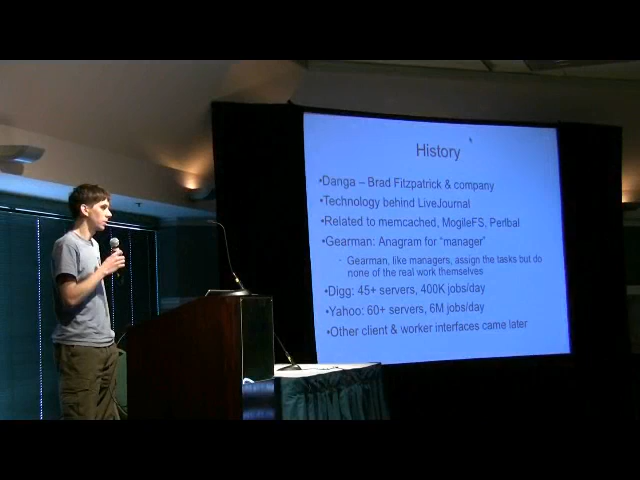 History
•Danga – Brad Fitzpatrick & company
•Technology behind LiveJournal
•Related to memcached, MogileFS, Perlbal
•Gearman: Anagram for “manager”
• Gearman, like managers, assign the tasks but do
none of the real work themselves
•Digg: 45+ servers, 400K jobs/day
•Yahoo: 60+ servers, 6M jobs/day
•Other client & worker interfaces came later